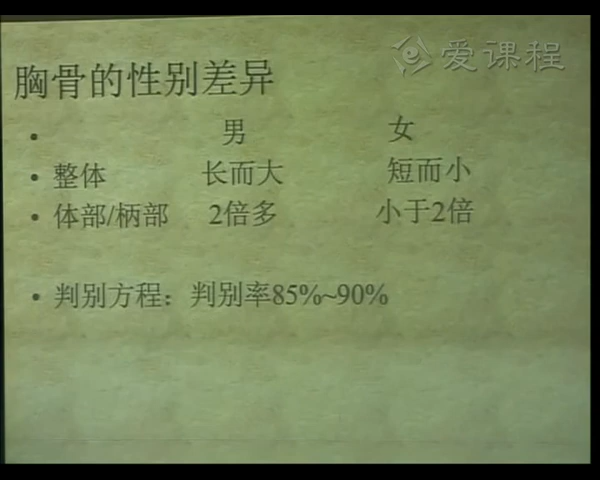 爱课程
胸骨的性别差异
• 男 女
• 整体 长而大 短而小
• 体部/柄部 2倍多 小于2倍
• 判别方程：判别率85%~90%